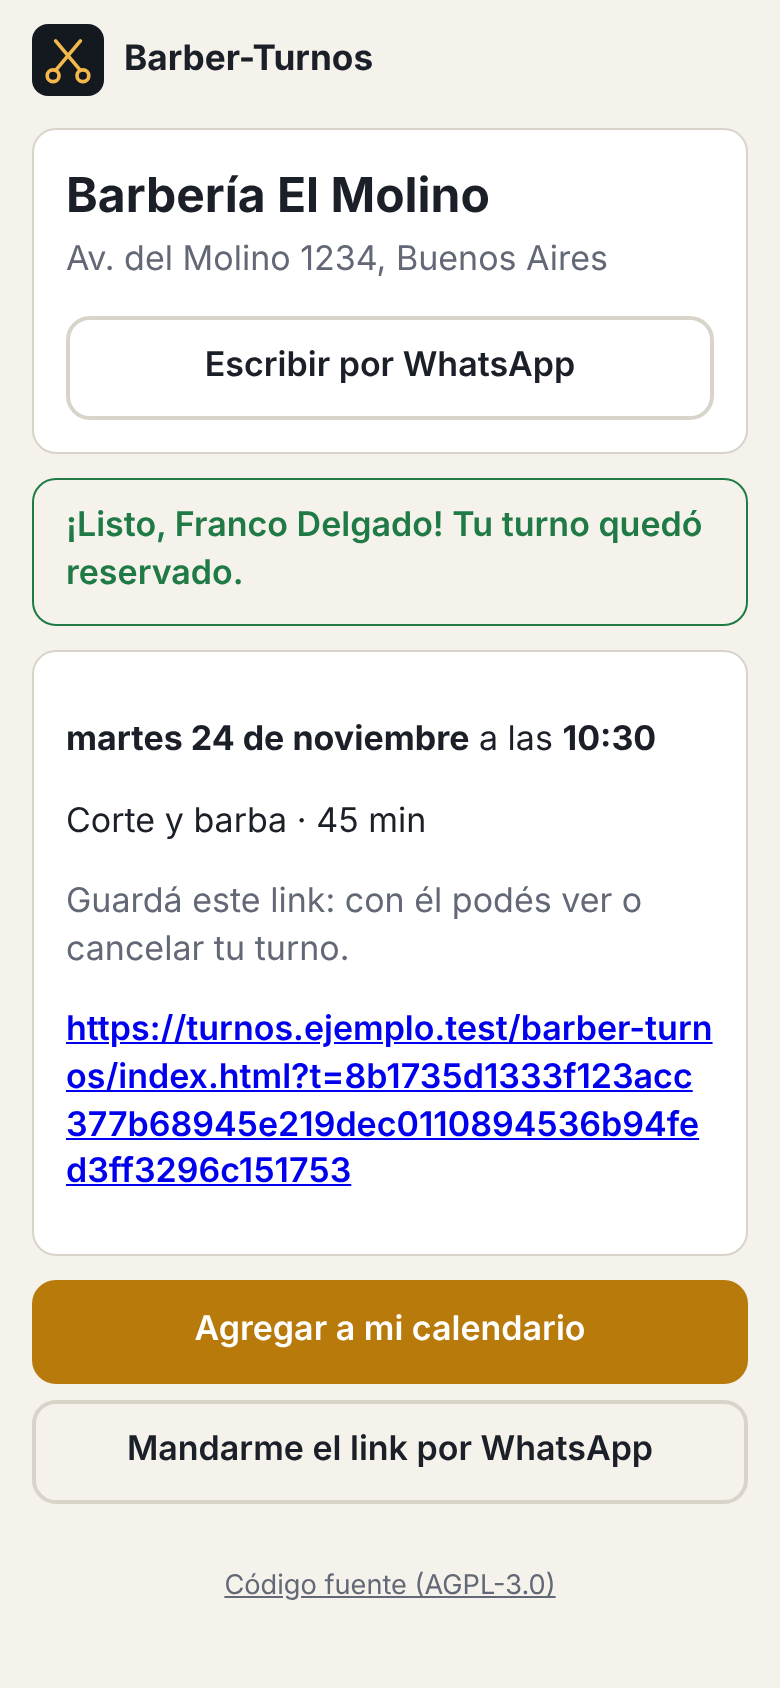 Barber-Turnos
Barbería El Molino
Av. del Molino 1234, Buenos Aires
Escribir por WhatsApp
¡Listo, Franco Delgado! Tu turno quedó
reservado.
martes 24 de noviembre a las 10:30
Corte y barba · 45 min
Guardá este link: con él podés ver o
cancelar tu turno.
https://turnos.ejemplo.test/barber-turn
os/index.html?t=8b1735d1333f123acc
377b68945e219dec0110894536b94fe
d3ff3296c151753
Agregar a mi calendario
Mandarme el link por WhatsApp
Código fuente (AGPL-3.0)